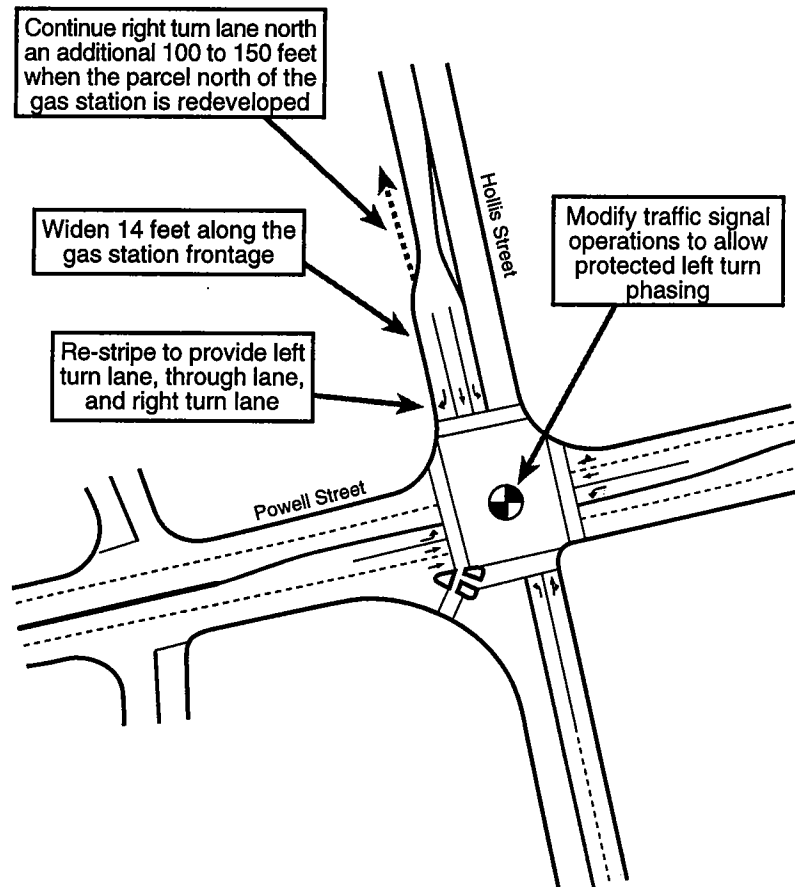 Continue right turn lane north
an additional 100 to 150 feet
when the parcel north of the
gas station is redeveloped
Hollis Street
Widen 14 feet along the
gas station frontage
Modify traffic signal
operations to allow
protected left turn
phasing
Re-stripe to provide left
turn lane, through lane,
and right turn lane
Powell Street